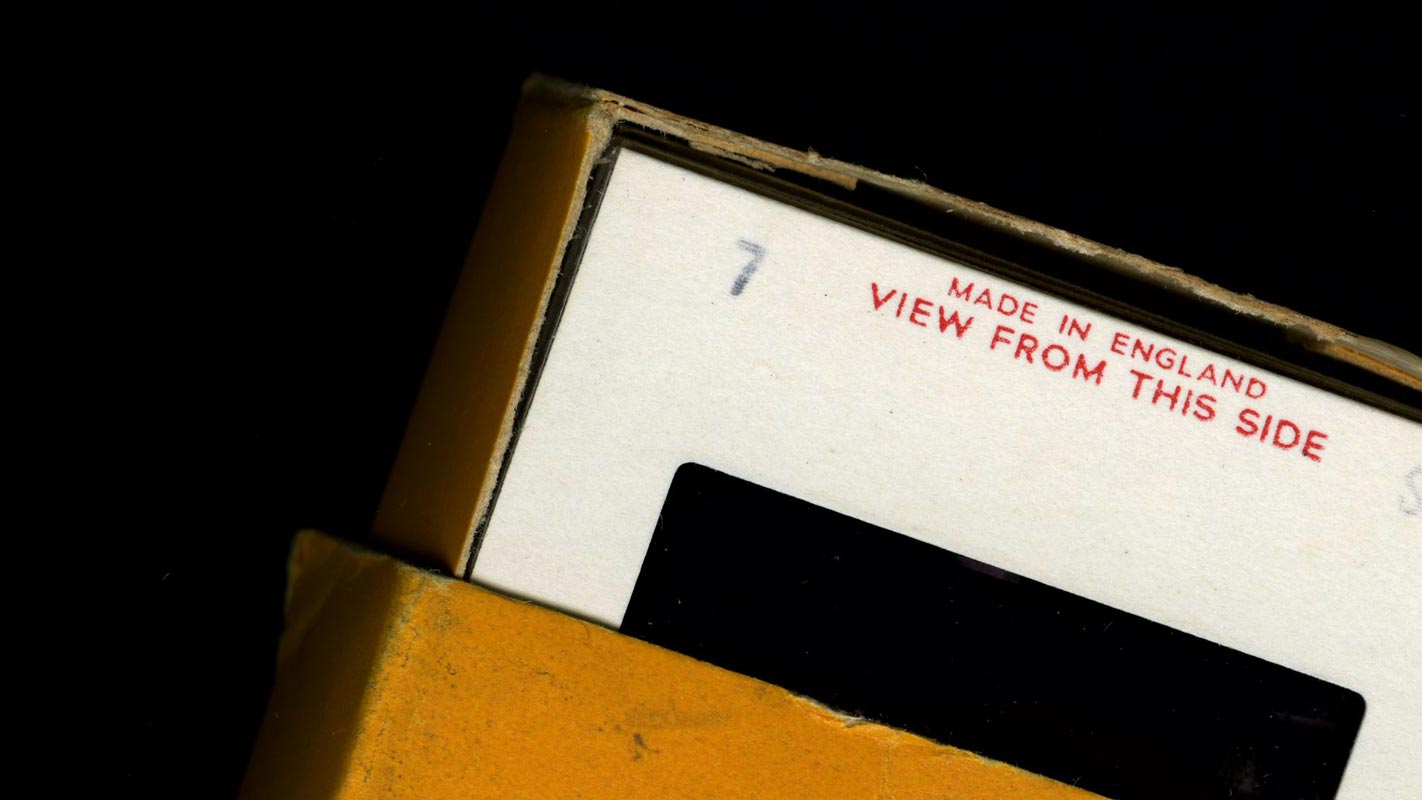 7
MADE IN ENGLAND
VIEW FROM THIS SIDE